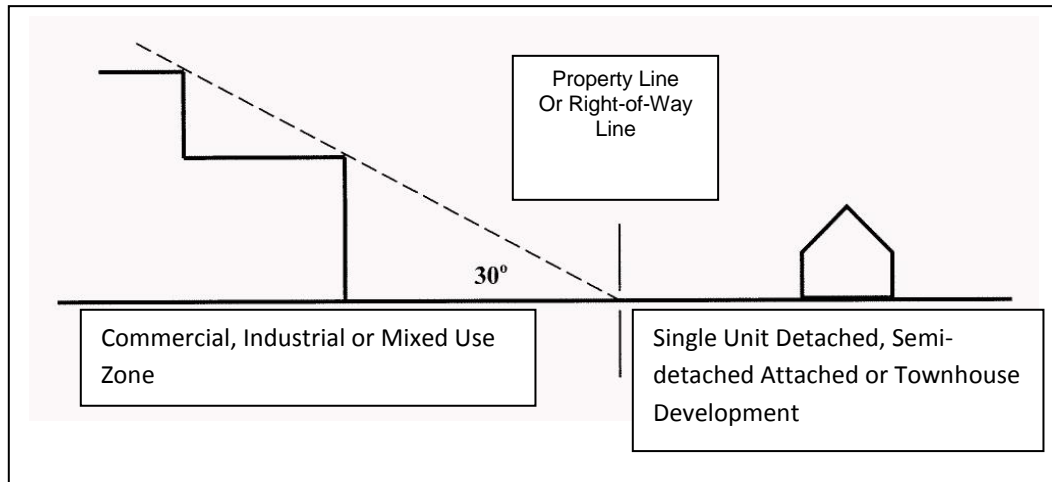 Property Line
Or Right-of-Way
Line
30°
Commercial, Industrial or Mixed Use
Zone
Single Unit Detached, Semi-
detached Attached or Townhouse
Development